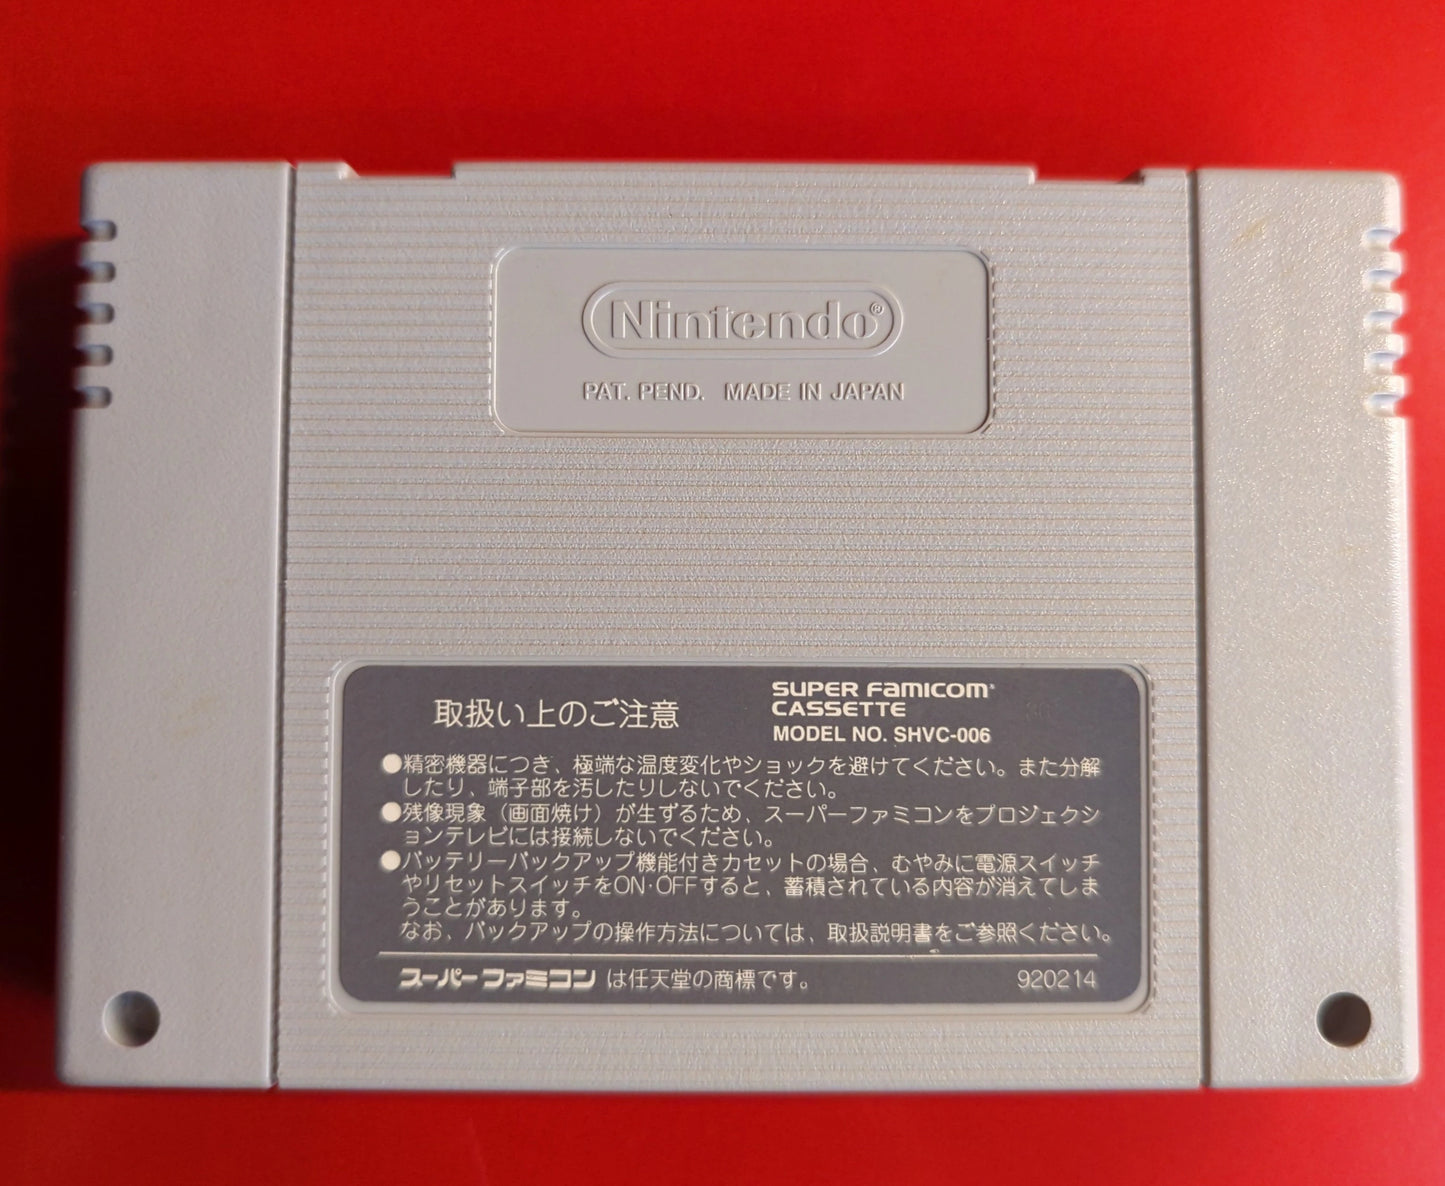 Nintendo®
PAT. PEND. MADE IN JAPAN
取扱い上のご注意
SUPER FAMICOM
CASSETTE
MODEL NO. SHVC-006
●精密機器につき、極端な温度変化やショックを避けてください。また分解
したり、端子部を汚したりしないでください。
●残像現象（画面焼け）が生ずるため、スーパーファミコンをプロジェクシ
ョンテレビには接続しないでください。
●バッテリーバックアップ機能付きカセットの場合、むやみに電源スイッチ
やリセットスイッチをON·OFFすると、蓄積されている内容が消えてしま
うことがあります。
なお、バックアップの操作方法については、取扱説明書をご参照ください。
スーパーファミコン は任天堂の商標です。
920214